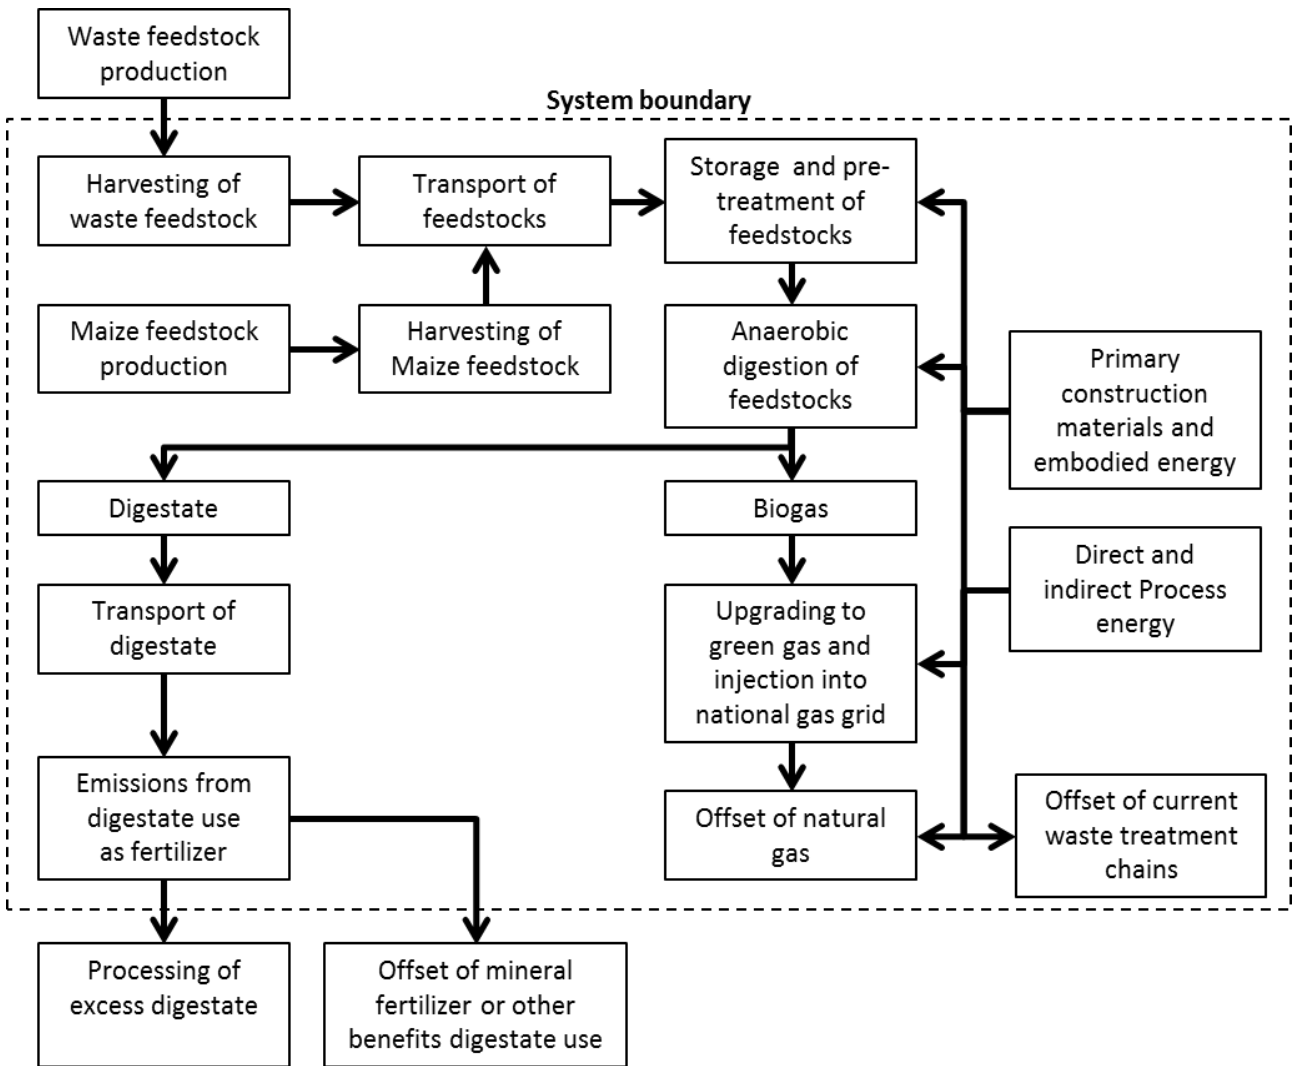 Waste feedstock
production
System boundary
Harvesting of
waste feedstock
Transport of
feedstocks
Storage and pre-
treatment of
feedstocks
Maize feedstock
production
Harvesting of
Maize feedstock
Anaerobic
digestion of
feedstocks
Primary
construction
materials and
embodied energy
Digestate
Biogas
Direct and
indirect Process
energy
Transport of
digestate
Upgrading to
green gas and
injection into
national gas grid
Emissions from
digestate use
as fertilizer
Offset of natural
gas
Offset of current
waste treatment
chains
Processing of
excess digestate
Offset of mineral
fertilizer or other
benefits digestate use